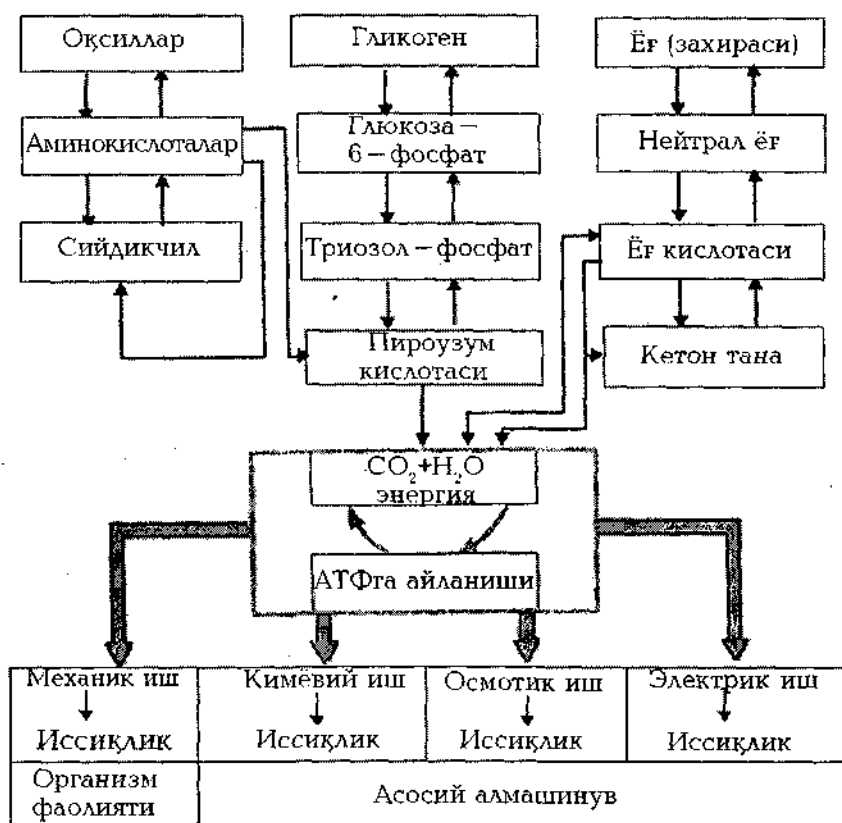 Оқсиллар
Гликоген
Ёғ (захираси)
Аминокислоталар
Глюкоза –
6 – фосфат
Нейтрал ёғ
Сийдикчил
Триозол – фосфат
Ёғ кислотаси
Пироузум
кислотаси
Кетон тана
CO₂+H₂O
энергия
АТФга айланиши
Механик иш
Кимёвий иш
Осмотик иш
Электрик иш
Иссиқлик
Иссиқлик
Иссиқлик
Иссиқлик
Организм
фаолияти
Асосий алмашинув